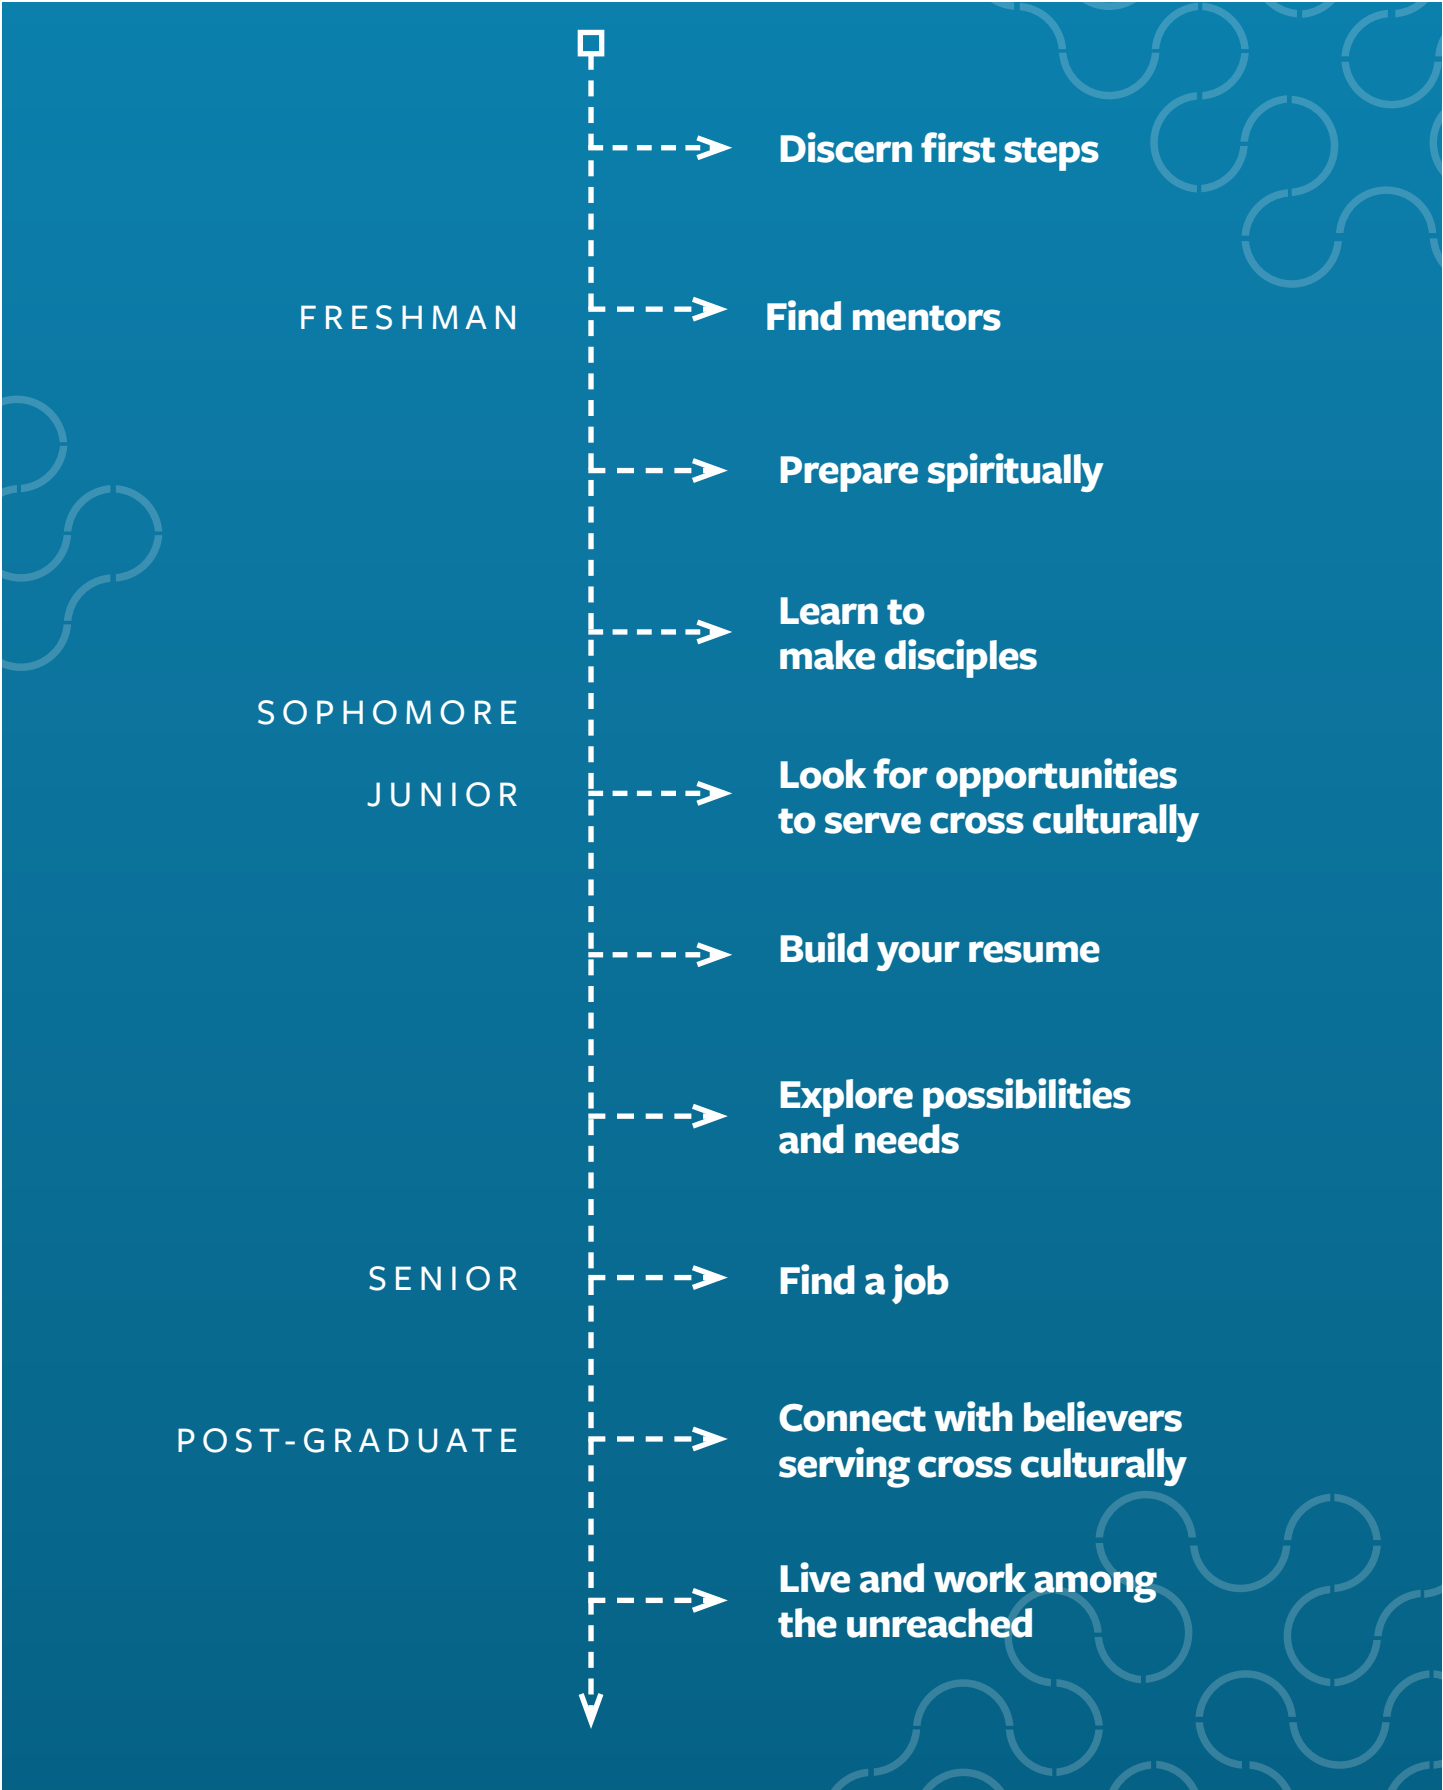 Discern first steps
FRESHMAN
Find mentors
Prepare spiritually
Learn to
make disciples
SOPHOMORE
JUNIOR
Look for opportunities
to serve cross culturally
Build your resume
Explore possibilities
and needs
SENIOR
Find a job
POST-GRADUATE
Connect with believers
serving cross culturally
Live and work among
the unreached